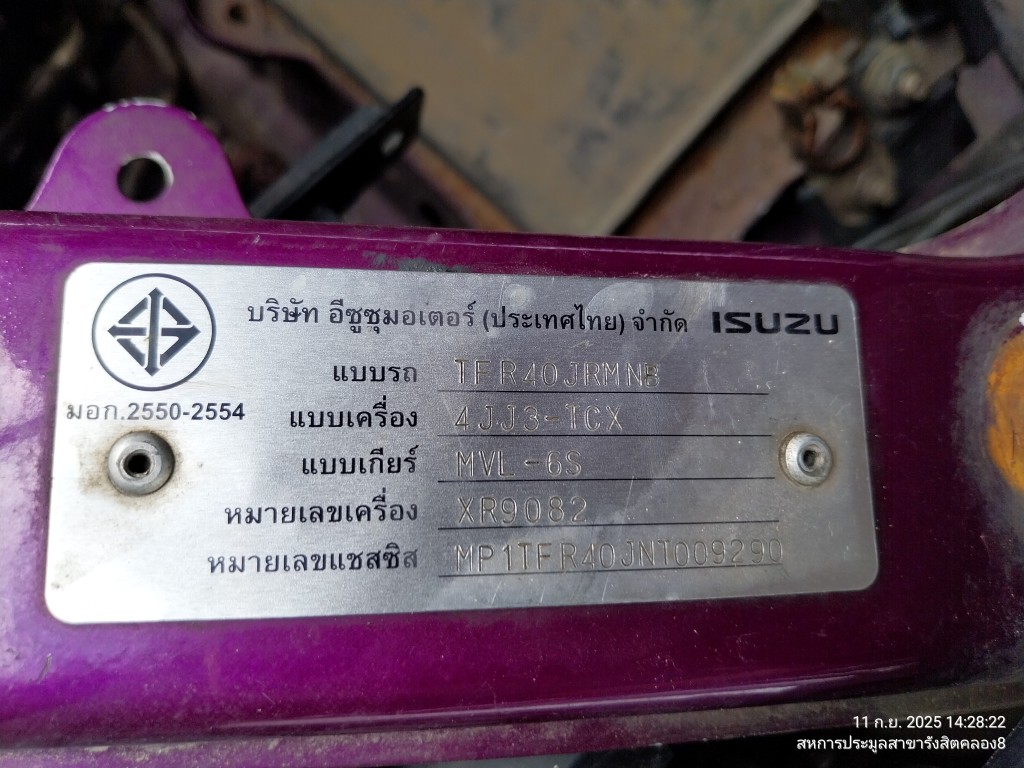 บริษัท อีซูซุมอเตอร์ (ประเทศไทย) จำกัด ISUZU
แบบรถ TFR40JRMNB
มอก.2550-2554
แบบเครื่อง 4JJ3-TCX
แบบเกียร์ MVL-6S
หมายเลขเครื่อง XR9082
หมายเลขแชสซิส MP1TFR40JNT009290
11 ก.ย. 2025 14:28:22
สหการประมูลสาขารังสิตคลอง8